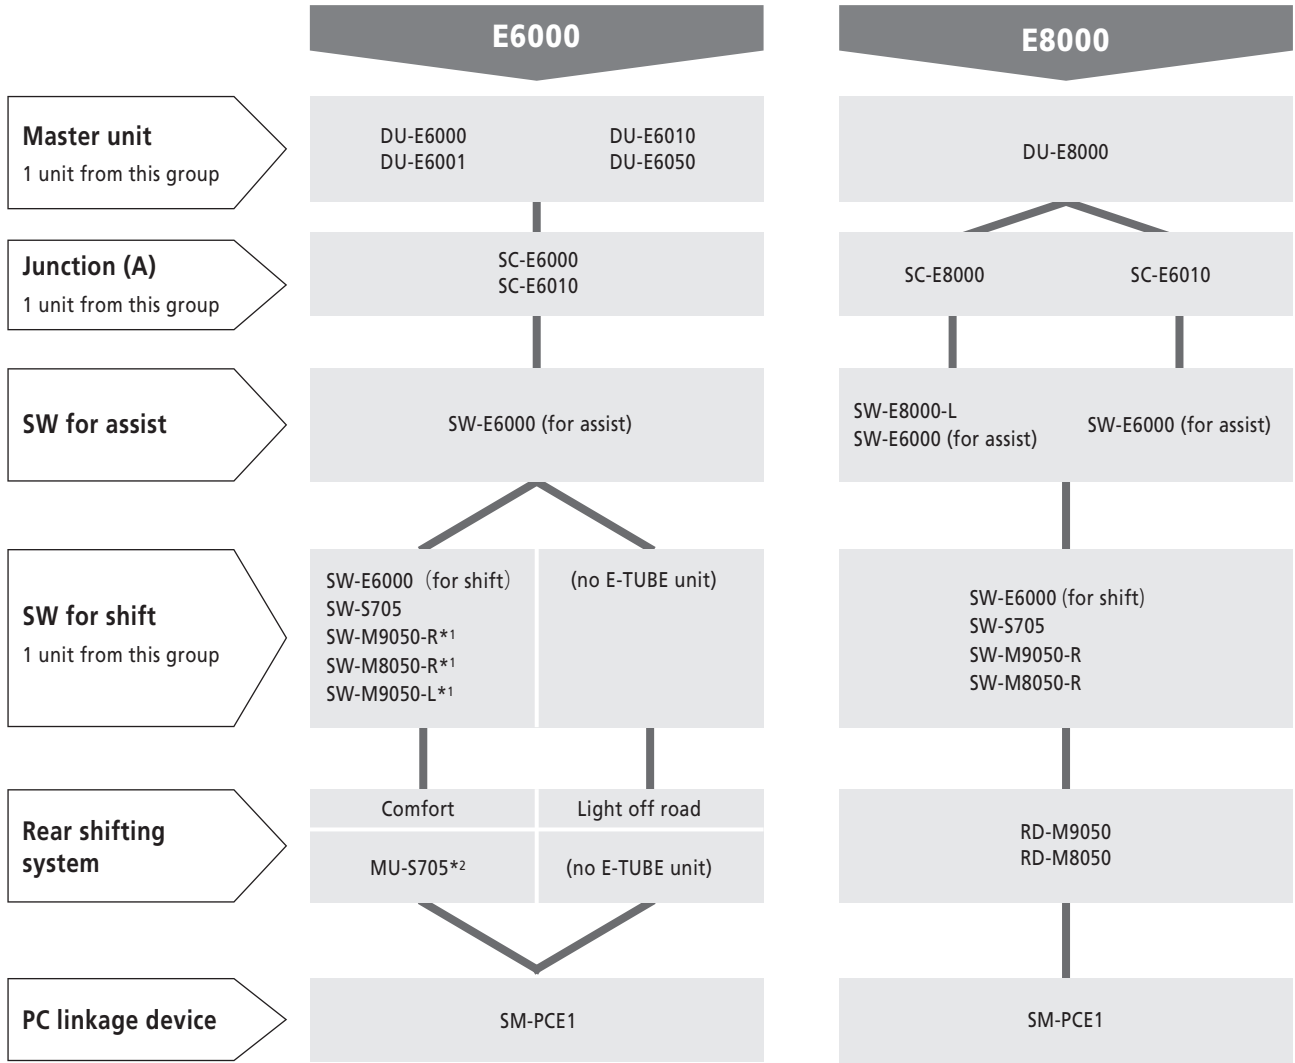 E6000
E8000
Master unit
1 unit from this group
DU-E6000
DU-E6001
DU-E6010
DU-E6050
DU-E8000
Junction (A)
1 unit from this group
SC-E6000
SC-E6010
SC-E8000
SC-E6010
SW for assist
SW-E6000 (for assist)
SW-E8000-L
SW-E6000 (for assist)
SW-E6000 (for assist)
SW for shift
1 unit from this group
SW-E6000（for shift）
SW-S705
SW-M9050-R*1
SW-M8050-R*1
SW-M9050-L*1
(no E-TUBE unit)
SW-E6000 (for shift)
SW-S705
SW-M9050-R
SW-M8050-R
Rear shifting
system
Comfort
MU-S705*2
Light off road
(no E-TUBE unit)
RD-M9050
RD-M8050
PC linkage device
SM-PCE1
SM-PCE1